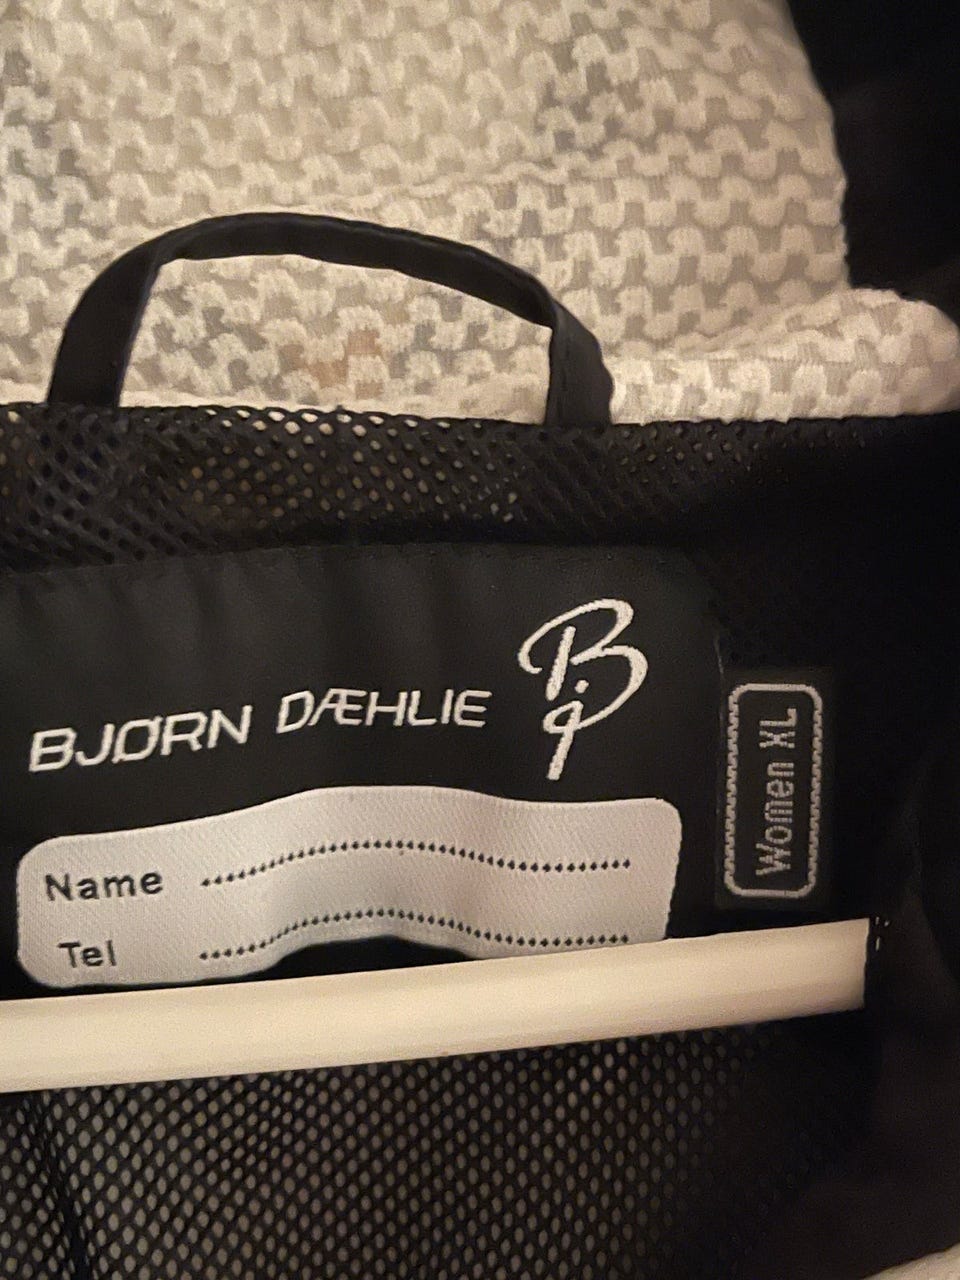 BJØRN DÆHLIE
Women XL
Name
Tel